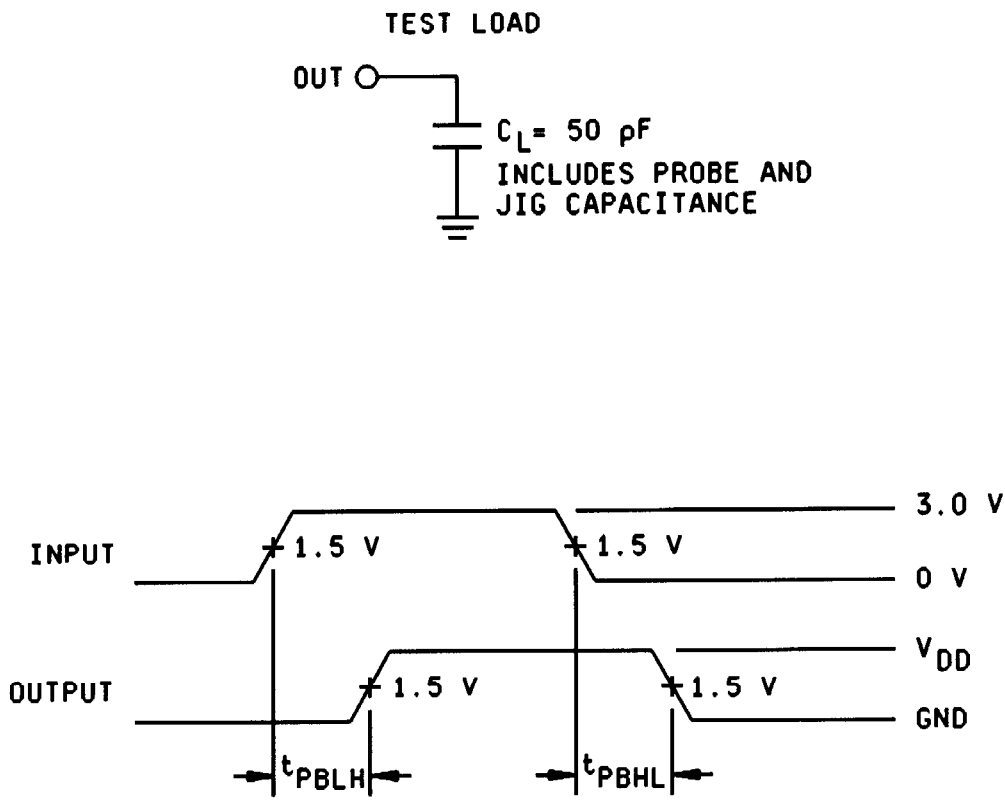 TEST LOAD
OUT
CL= 50 pF
INCLUDES PROBE AND
JIG CAPACITANCE
3.0 V
INPUT
1.5 V
1.5 V
0 V
VDD
OUTPUT
1.5 V
1.5 V
GND
tPBLH
tPBHL